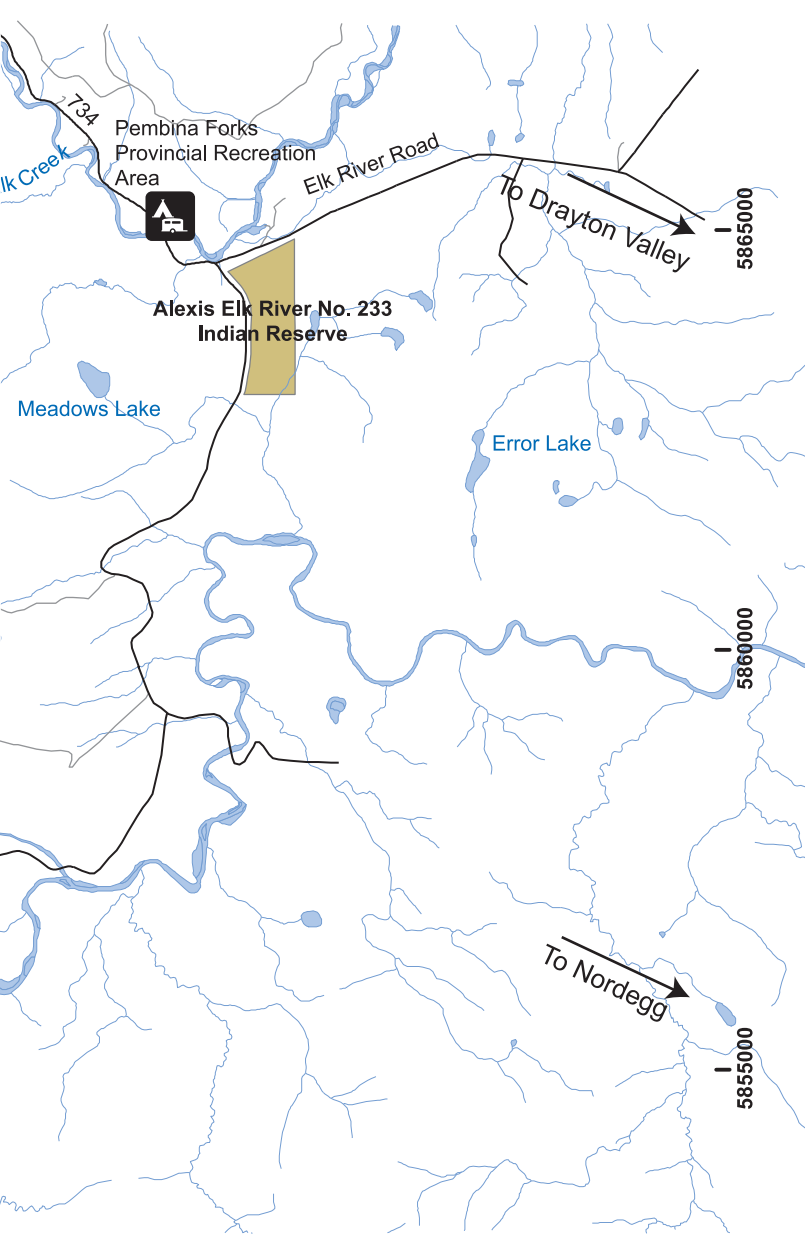 734
Pembina Forks
Provincial Recreation
Area
lk Creek
Elk River Road
To Drayton Valley
5865000
Alexis Elk River No. 233
Indian Reserve
Meadows Lake
Error Lake
5860000
To Nordegg
5855000